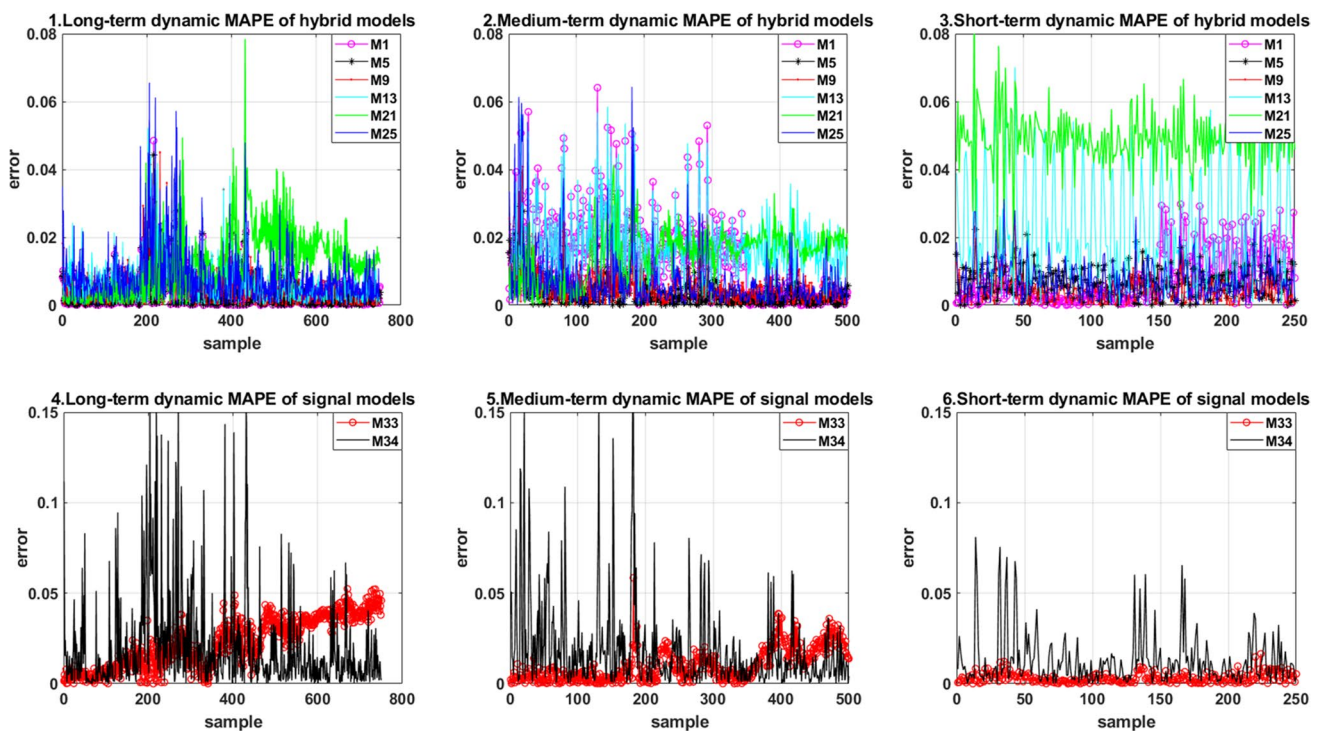 1.Long-term dynamic MAPE of hybrid models
0.08
0.06
0.04
0.02
0
error
0
200
400
600
800
sample
M1
M5
M9
M13
M21
M25
2.Medium-term dynamic MAPE of hybrid models
0.08
0.06
0.04
0.02
0
error
0
100
200
300
400
500
sample
M1
M5
M9
M13
M21
M25
3.Short-term dynamic MAPE of hybrid models
0.08
0.06
0.04
0.02
0
error
0
50
100
150
200
250
sample
M1
M5
M9
M13
M21
M25
4.Long-term dynamic MAPE of signal models
0.15
0.1
0.05
0
error
0
200
400
600
800
sample
M33
M34
5.Medium-term dynamic MAPE of signal models
0.15
0.1
0.05
0
error
0
100
200
300
400
500
sample
M33
M34
6.Short-term dynamic MAPE of signal models
0.15
0.1
0.05
0
error
0
50
100
150
200
250
sample
M33
M34